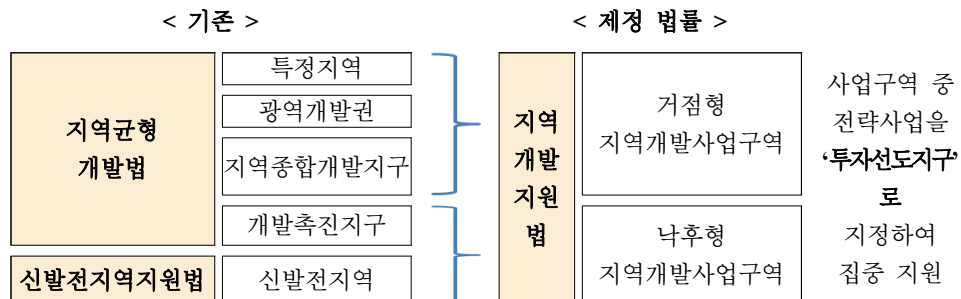 < 기존 >
< 제정 법률 >
지역균형
개발법
특정지역
광역개발권
지역종합개발지구
개발촉진지구
신발전지역지원법
신발전지역
지역
개발
지원
법
거점형
지역개발사업구역
낙후형
지역개발사업구역
사업구역 중
전략사업을
‘투자선도지구’
로
지정하여
집중 지원